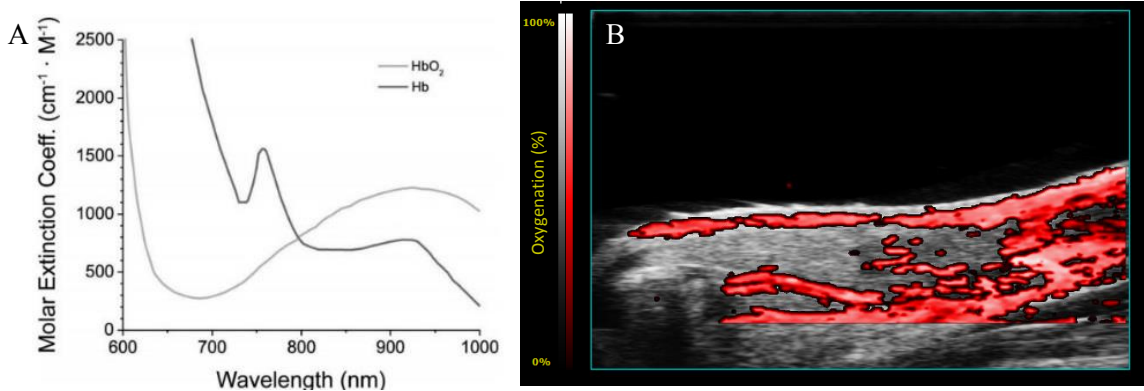 A
2500
2000
1500
1000
500
0
HbO₂
Hb
Molar Extinction Coeff. (cm⁻¹ · M⁻¹)
600 700 800 900 1000
Wavelength (nm)
B
100%
Oxygenation (%)
0%